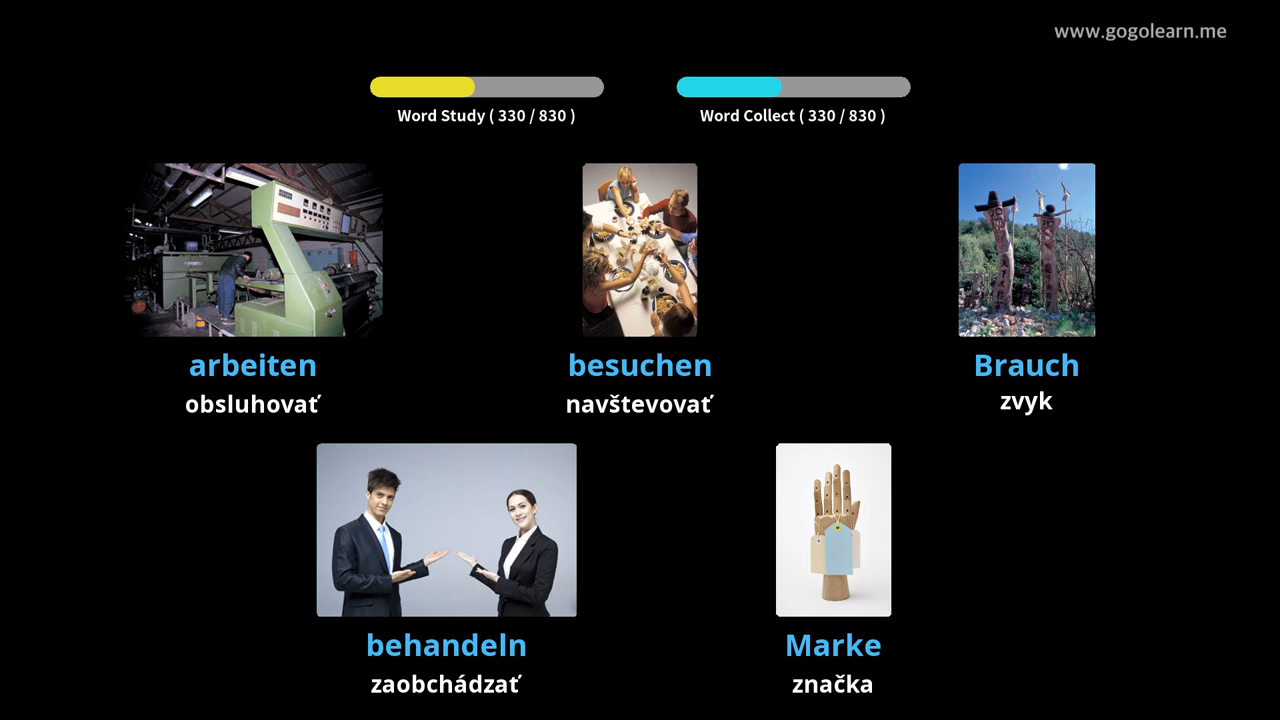 www.gogolearn.me
Word Study ( 330 / 830 )
Word Collect ( 330 / 830 )
arbeiten
obsluhovať
besuchen
navštevovať
Brauch
zvyk
behandeln
zaobchádzať
Marke
značka